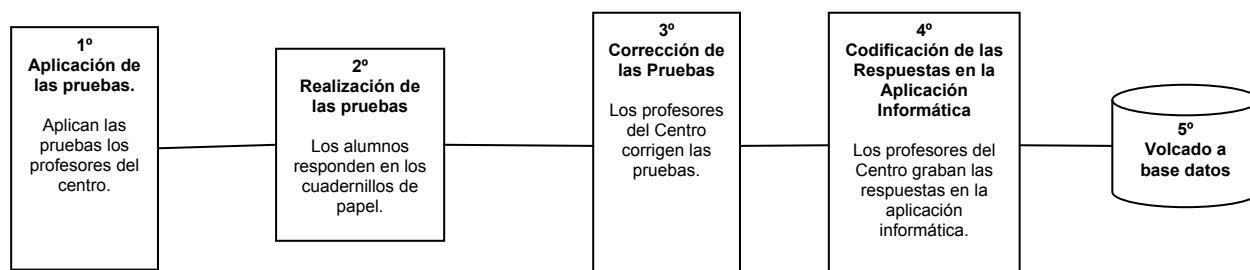 1º
Aplicación de
las pruebas.
Aplican las
pruebas los
profesores del
centro.
2º
Realización de
las pruebas
Los alumnos
responden en los
cuadernillos de
papel.
3º
Corrección de
las Pruebas
Los profesores
del Centro
corrigen las
pruebas.
4º
Codificación de las
Respuestas en la
Aplicación
Informática
Los profesores del
Centro graban las
respuestas en la
aplicación
informática.
5º
Volcado a
base datos